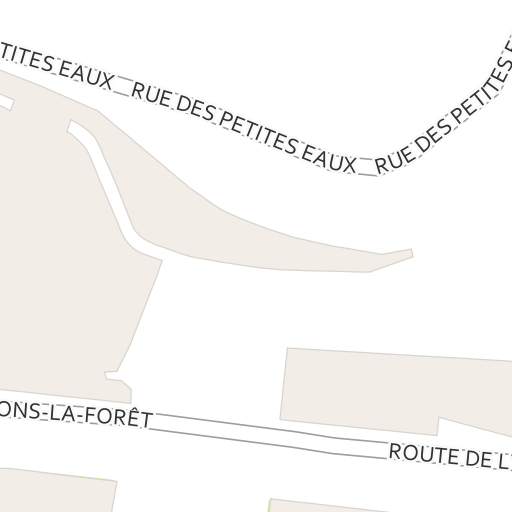 TITES EAUX
RUE DES PETITES EAUX
RUE DES PETITES E
ONS-LA-FORÊT
ROUTE DE L